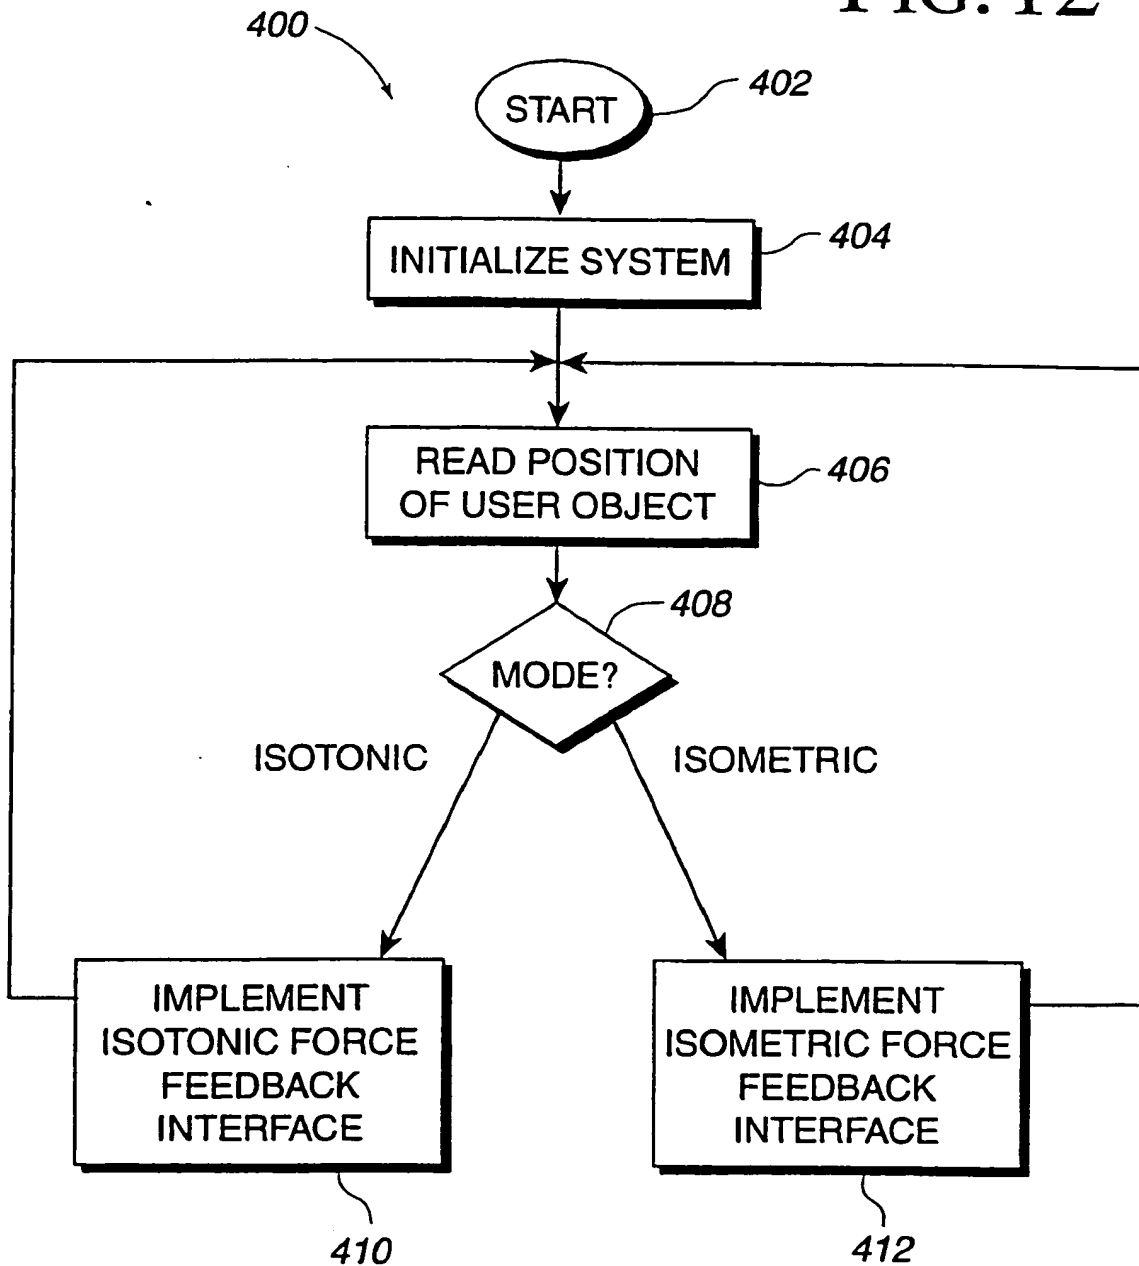 FIG. 12
400
START
402
INITIALIZE SYSTEM
404
READ POSITION
OF USER OBJECT
406
MODE?
408
ISOTONIC
ISOMETRIC
IMPLEMENT
ISOTONIC FORCE
FEEDBACK
INTERFACE
410
IMPLEMENT
ISOMETRIC FORCE
FEEDBACK
INTERFACE
412